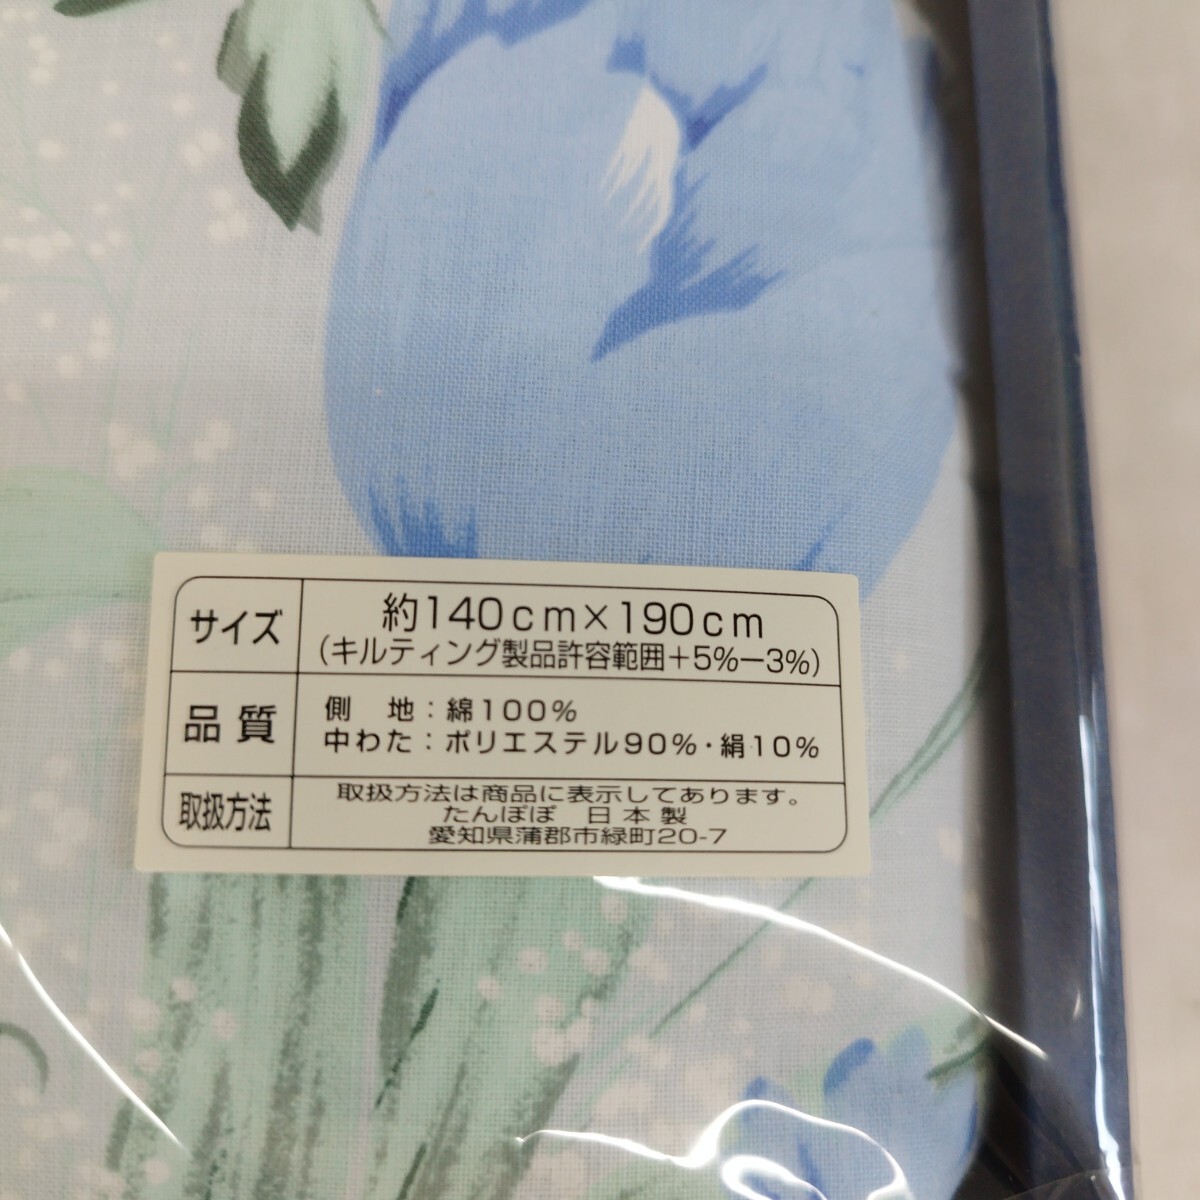 サイズ
約140cm×190cm
(キルティング製品許容範囲+5%−3%)
品質
側　地：綿100%
中わた：ポリエステル90%・絹10%
取扱方法
取扱方法は商品に表示してあります。
たんぽぽ　日本製
愛知県蒲郡市緑町20-7